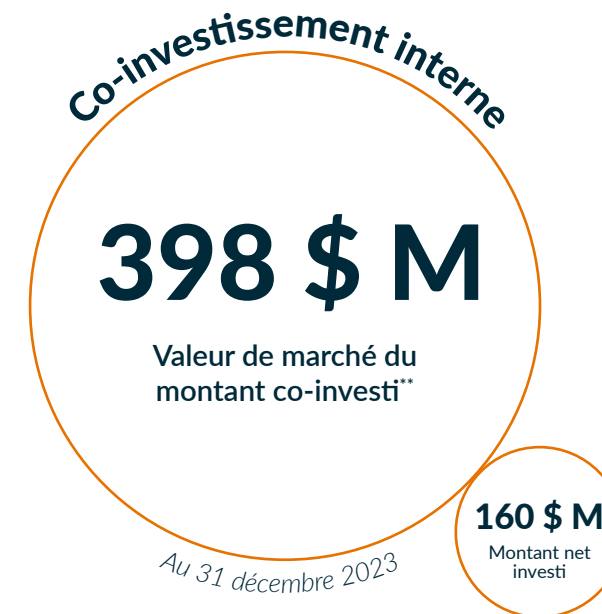 Co-investissement interne
398 $ M
Valeur de marché du
montant co-investi**
Au 31 décembre 2023
160 $ M
Montant net
investi